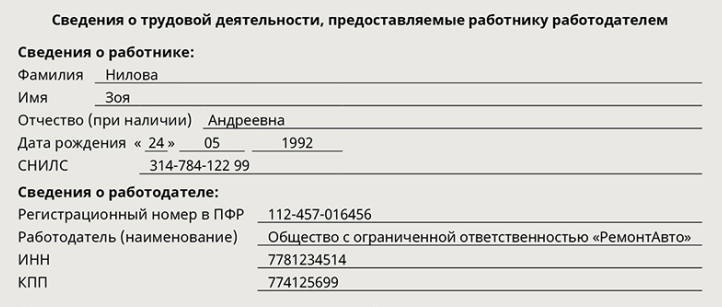 Сведения о трудовой деятельности, предоставляемые работнику работодателем
Сведения о работнике:
Фамилия Нилова
Имя Зоя
Отчество (при наличии) Андреевна
Дата рождения « 24 » 05 1992
СНИЛС 314-784-122 99
Сведения о работодателе:
Регистрационный номер в ПФР 112-457-016456
Работодатель (наименование) Общество с ограниченной ответственностью «РемонтАвто»
ИНН 7781234514
КПП 774125699